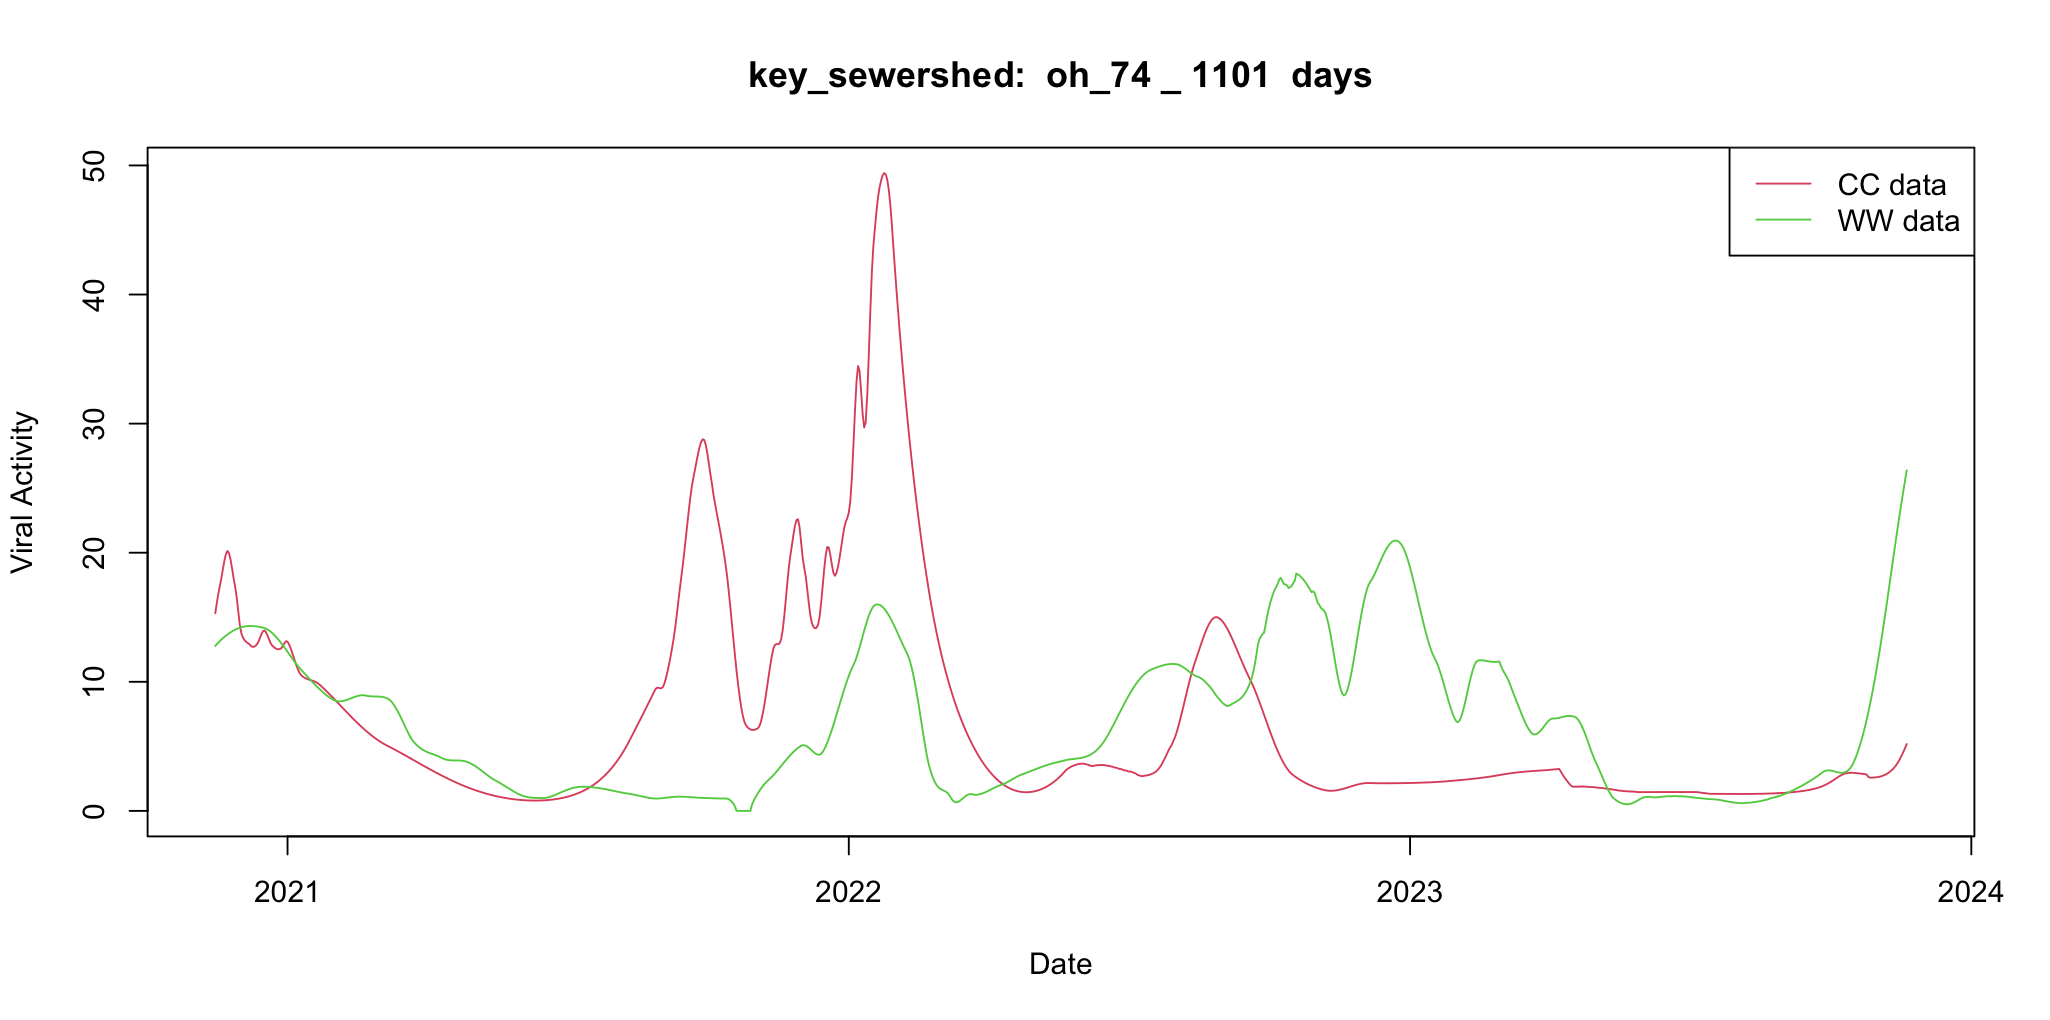 key_sewershed:  oh_74 _ 1101  days
CC data
WW data
Viral Activity
50
40
30
20
10
0
2021 2022 2023 2024
Date